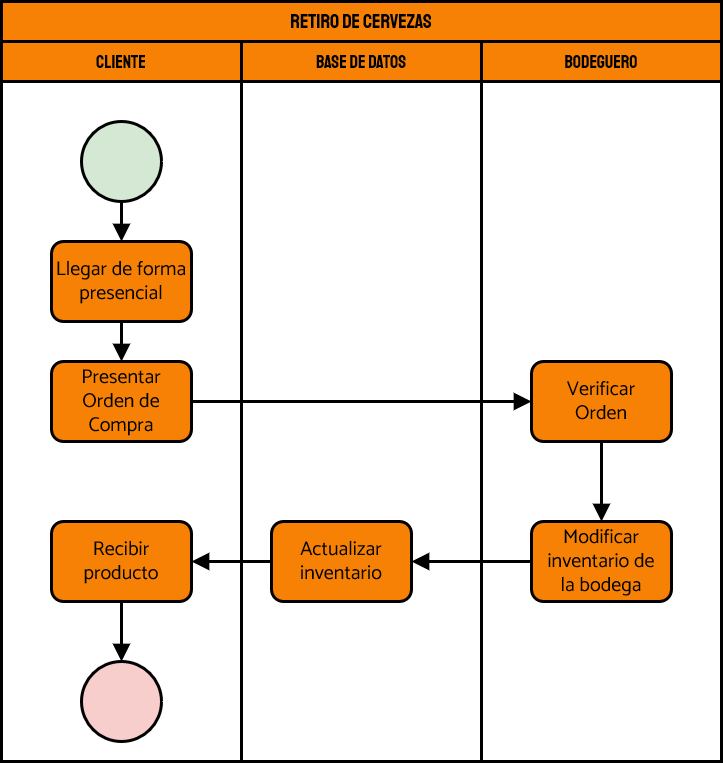 RETIRO DE CERVEZAS
CLIENTE
BASE DE DATOS
BODEGUERO
Llegar de forma
presencial
Presentar
Orden de
Compra
Verificar
Orden
Recibir
producto
Actualizar
inventario
Modificar
inventario de
la bodega